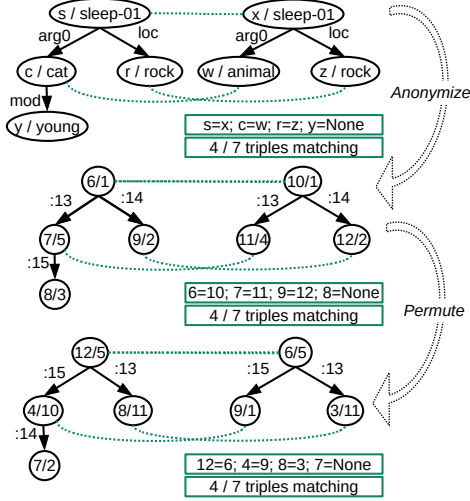 s / sleep-01 x / sleep-01
arg0 loc arg0 loc
c / cat r / rock w / animal z / rock
Anonymize
mod
y / young
s=x; c=w; r=z; y=None
4 / 7 triples matching
6/1 10/1
:13 :14 :13 :14
7/5 9/2 11/4 12/2
:15
8/3
6=10; 7=11; 9=12; 8=None
Permute
4 / 7 triples matching
12/5 6/5
:15 :13 :15 :13
4/10 8/11 9/1 3/11
:14
7/2
12=6; 4=9; 8=3; 7=None
4 / 7 triples matching